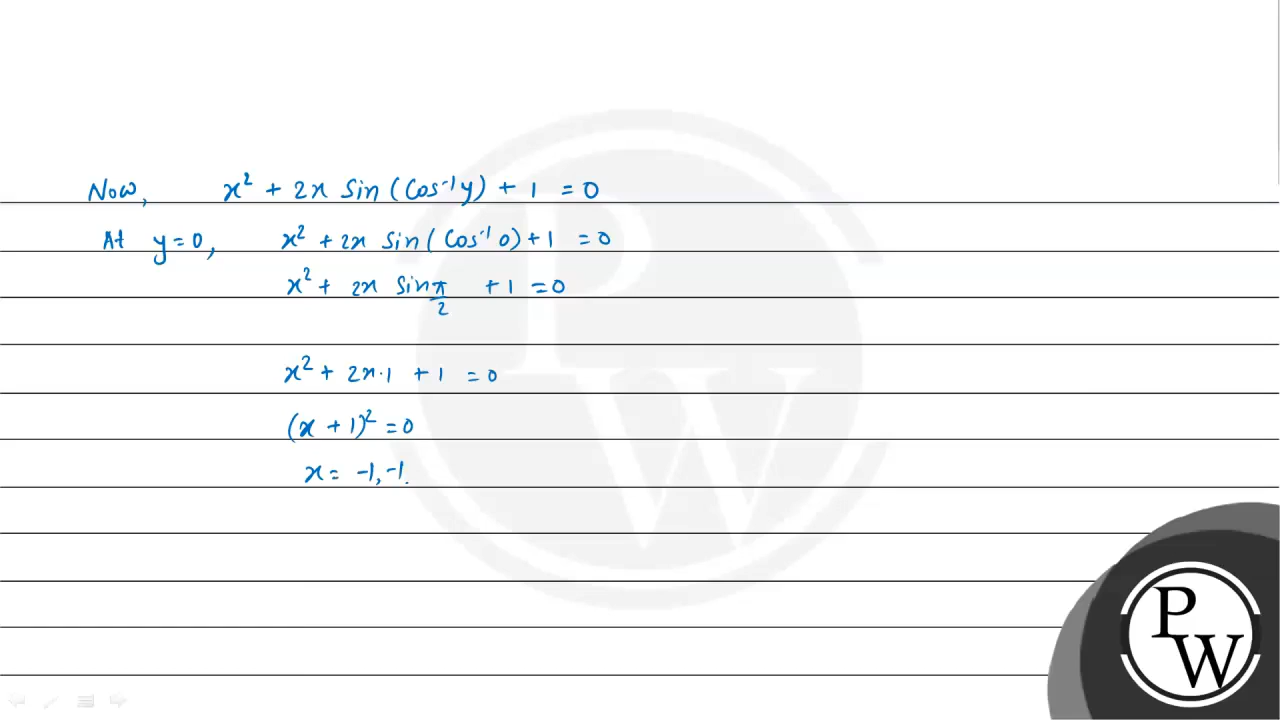 Now, x² + 2x Sin (Cos⁻¹y) + 1 = 0
At y=0, x² + 2x sin (Cos⁻¹ 0) + 1 = 0
x² + 2x Sin π/2 + 1 = 0
x² + 2x·1 + 1 = 0
(x + 1)² = 0
x = -1, -1.
P
W
P
W